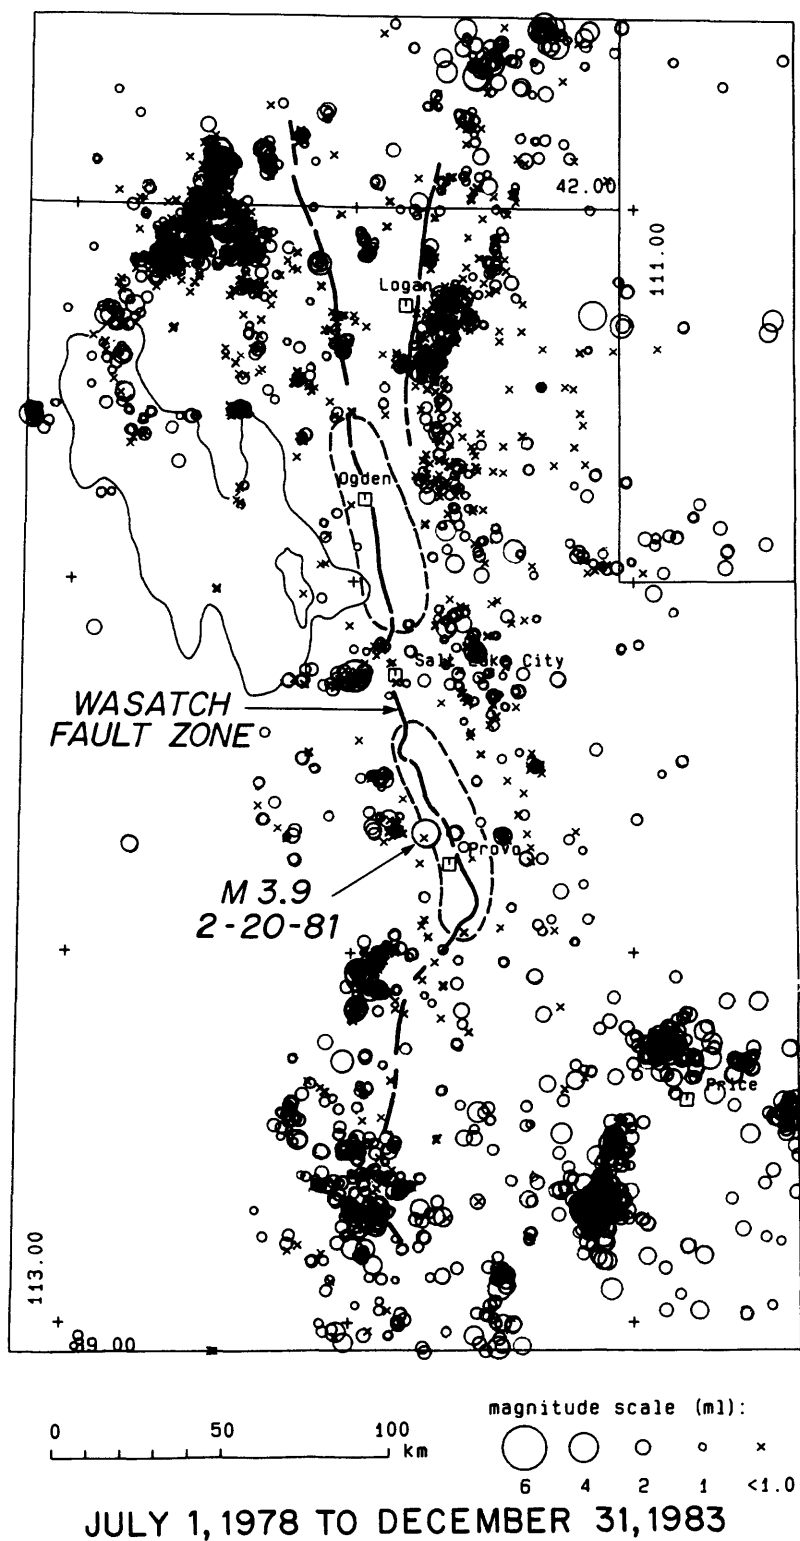 42.00
111.00
Logan
Ogden
Salt Lake City
WASATCH
FAULT ZONE
Provo
M 3.9
2-20-81
Price
113.00
39.00
magnitude scale (ml):
0 50 100
km
6 4 2 1 <1.0
JULY 1,1978 TO DECEMBER 31,1983